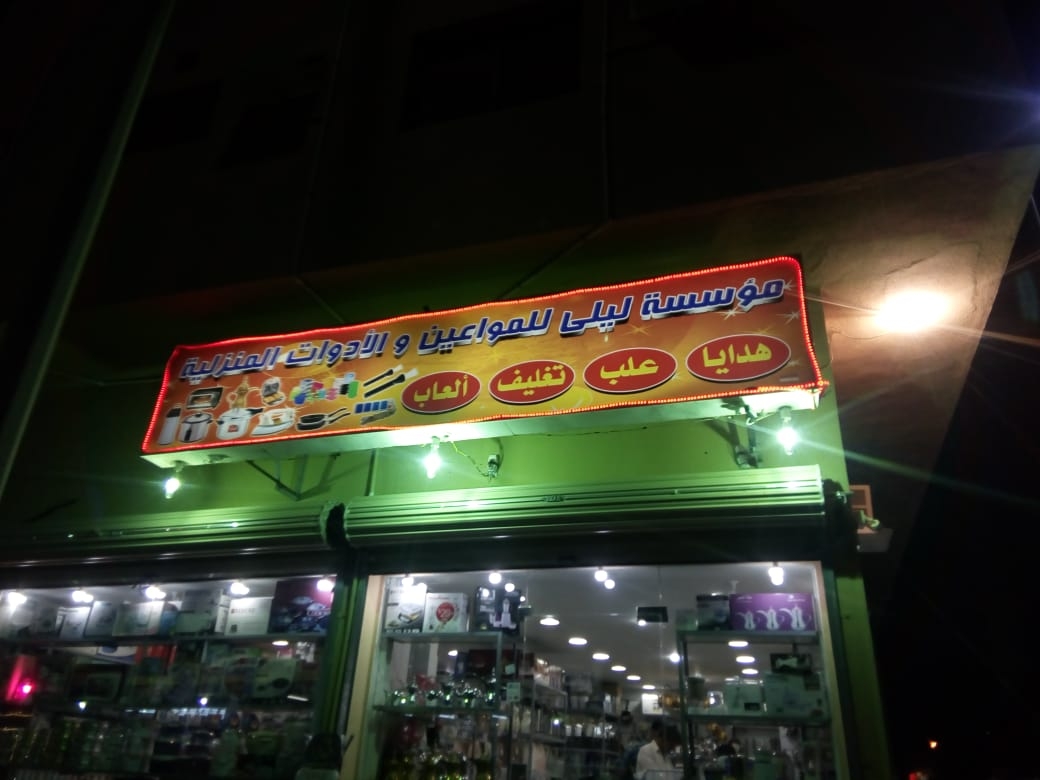 مؤسسة ليلى للمواعين و الأدوات المنزلية
هدايا علب تغليف ألعاب